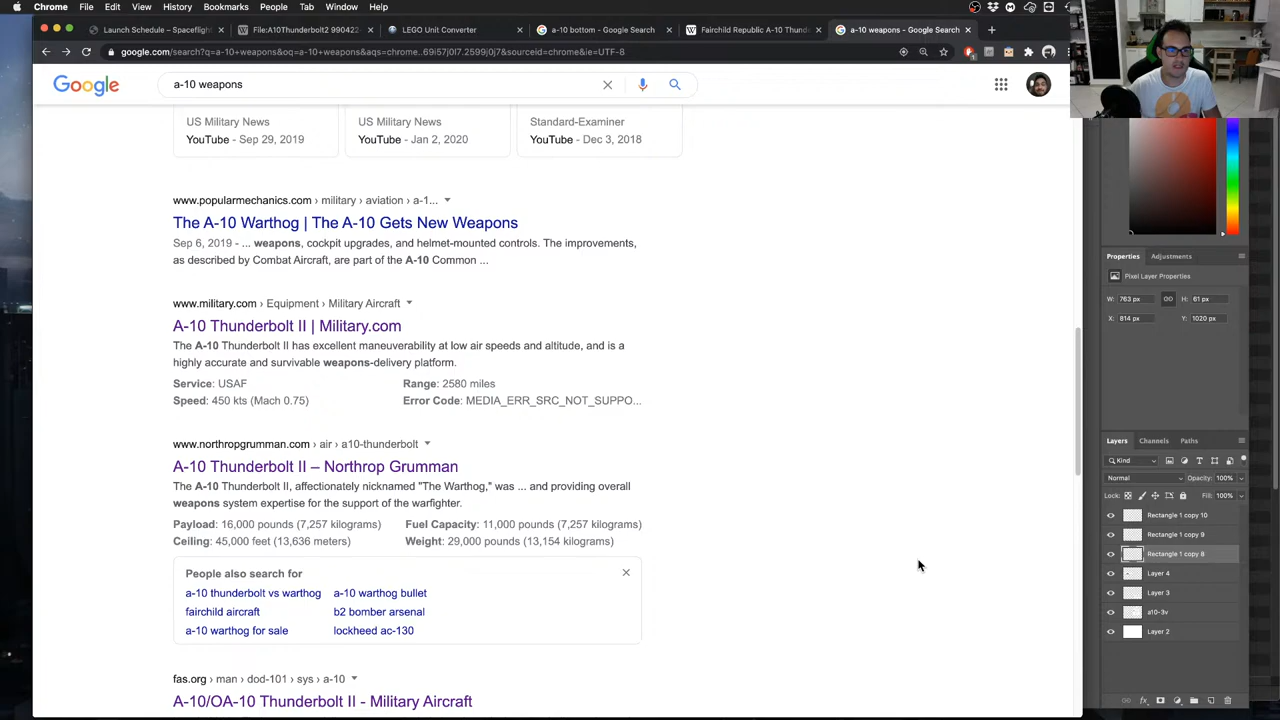 Chrome File Edit View History Bookmarks People Tab Window Help
Launch Schedule – Spaceflight
File:A10Thunderbolt2 990422-
LEGO Unit Converter
a-10 bottom - Google Search
Fairchild Republic A-10 Thund
a-10 weapons - Google Search
google.com/search?q=a-10+weapons&oq=a-10+weapons&aqs=chrome..69i57j0l7.2599j0j7&sourceid=chrome&ie=UTF-8
Google
a-10 weapons
US Military News
YouTube - Sep 29, 2019
US Military News
YouTube - Jan 2, 2020
Standard-Examiner
YouTube - Dec 3, 2018
www.popularmechanics.com › military › aviation › a-1...
The A-10 Warthog | The A-10 Gets New Weapons
Sep 6, 2019 - ... weapons, cockpit upgrades, and helmet-mounted controls. The improvements,
as described by Combat Aircraft, are part of the A-10 Common ...
www.military.com › Equipment › Military Aircraft
A-10 Thunderbolt II | Military.com
The A-10 Thunderbolt II has excellent maneuverability at low air speeds and altitude, and is a
highly accurate and survivable weapons-delivery platform.
Service: USAF Range: 2580 miles
Speed: 450 kts (Mach 0.75) Error Code: MEDIA_ERR_SRC_NOT_SUPPO...
www.northropgrumman.com › air › a10-thunderbolt
A-10 Thunderbolt II – Northrop Grumman
The A-10 Thunderbolt II, affectionately nicknamed "The Warthog," was ... and providing overall
weapons system expertise for the support of the warfighter.
Payload: 16,000 pounds (7,257 kilograms) Fuel Capacity: 11,000 pounds (7,257 kilograms)
Ceiling: 45,000 feet (13,636 meters) Weight: 29,000 pounds (13,154 kilograms)
People also search for
a-10 thunderbolt vs warthog a-10 warthog bullet
fairchild aircraft b2 bomber arsenal
a-10 warthog for sale lockheed ac-130
fas.org › man › dod-101 › sys › a-10
A-10/OA-10 Thunderbolt II - Military Aircraft
Properties Adjustments
Pixel Layer Properties
W: 763 px H: 61 px
X: 814 px Y: 1020 px
Layers Channels Paths
Kind
Normal Opacity: 100%
Lock: Fill: 100%
Rectangle 1 copy 10
Rectangle 1 copy 9
Rectangle 1 copy 8
Layer 4
Layer 3
a10-3v
Layer 2
fx